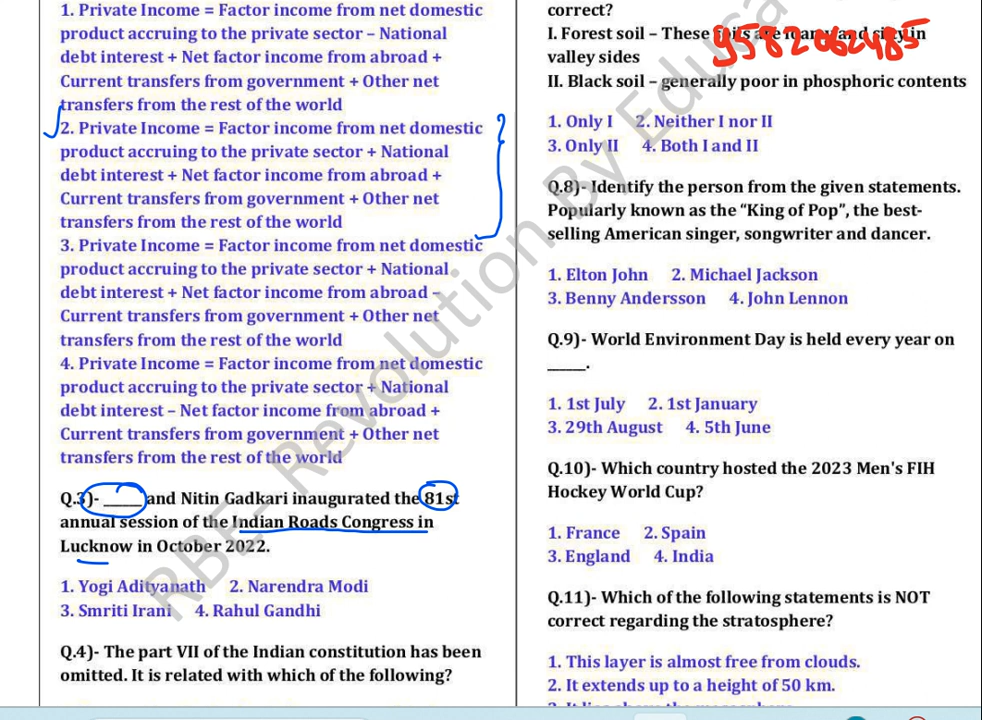 1. Private Income = Factor income from net domestic
product accruing to the private sector – National
debt interest + Net factor income from abroad +
Current transfers from government + Other net
transfers from the rest of the world
2. Private Income = Factor income from net domestic
product accruing to the private sector + National
debt interest + Net factor income from abroad +
Current transfers from government + Other net
transfers from the rest of the world
3. Private Income = Factor income from net domestic
product accruing to the private sector + National
debt interest + Net factor income from abroad –
Current transfers from government + Other net
transfers from the rest of the world
4. Private Income = Factor income from net domestic
product accruing to the private sector + National
debt interest – Net factor income from abroad +
Current transfers from government + Other net
transfers from the rest of the world
Q.3)- _____ and Nitin Gadkari inaugurated the 81st
annual session of the Indian Roads Congress in
Lucknow in October 2022.
1. Yogi Adityanath 2. Narendra Modi
3. Smriti Irani 4. Rahul Gandhi
Q.4)- The part VII of the Indian constitution has been
omitted. It is related with which of the following?
correct?
I. Forest soil – These soils are loamy and silty in
valley sides
9582062485
II. Black soil – generally poor in phosphoric contents
1. Only I 2. Neither I nor II
3. Only II 4. Both I and II
Q.8)- Identify the person from the given statements.
Popularly known as the “King of Pop”, the best-
selling American singer, songwriter and dancer.
1. Elton John 2. Michael Jackson
3. Benny Andersson 4. John Lennon
Q.9)- World Environment Day is held every year on
_____.
1. 1st July 2. 1st January
3. 29th August 4. 5th June
Q.10)- Which country hosted the 2023 Men's FIH
Hockey World Cup?
1. France 2. Spain
3. England 4. India
Q.11)- Which of the following statements is NOT
correct regarding the stratosphere?
1. This layer is almost free from clouds.
2. It extends up to a height of 50 km.
RBE- Revolution By Educa